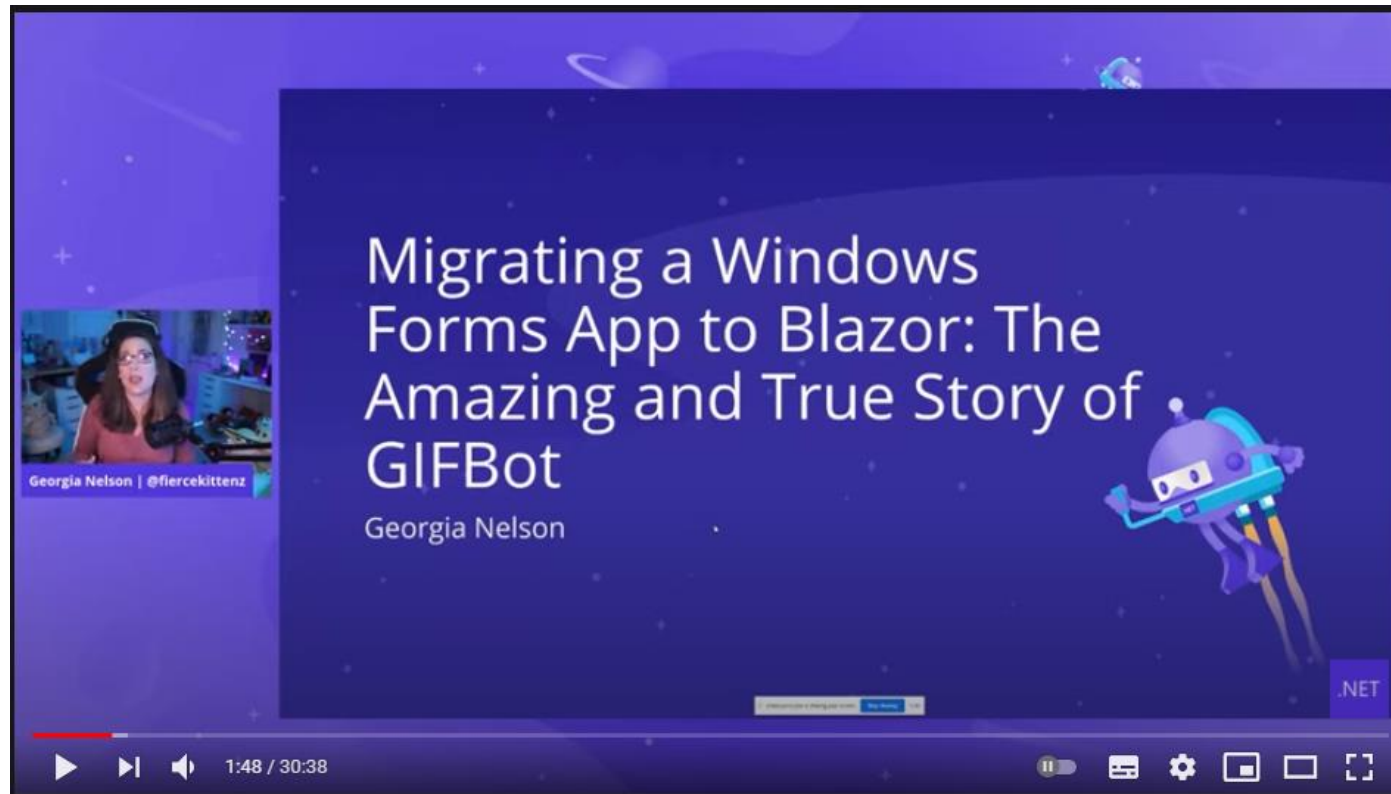 Migrating a Windows
Forms App to Blazor: The
Amazing and True Story of
GIFBot
Georgia Nelson
Georgia Nelson | @fiercekittenz
.NET
1:48 / 30:38